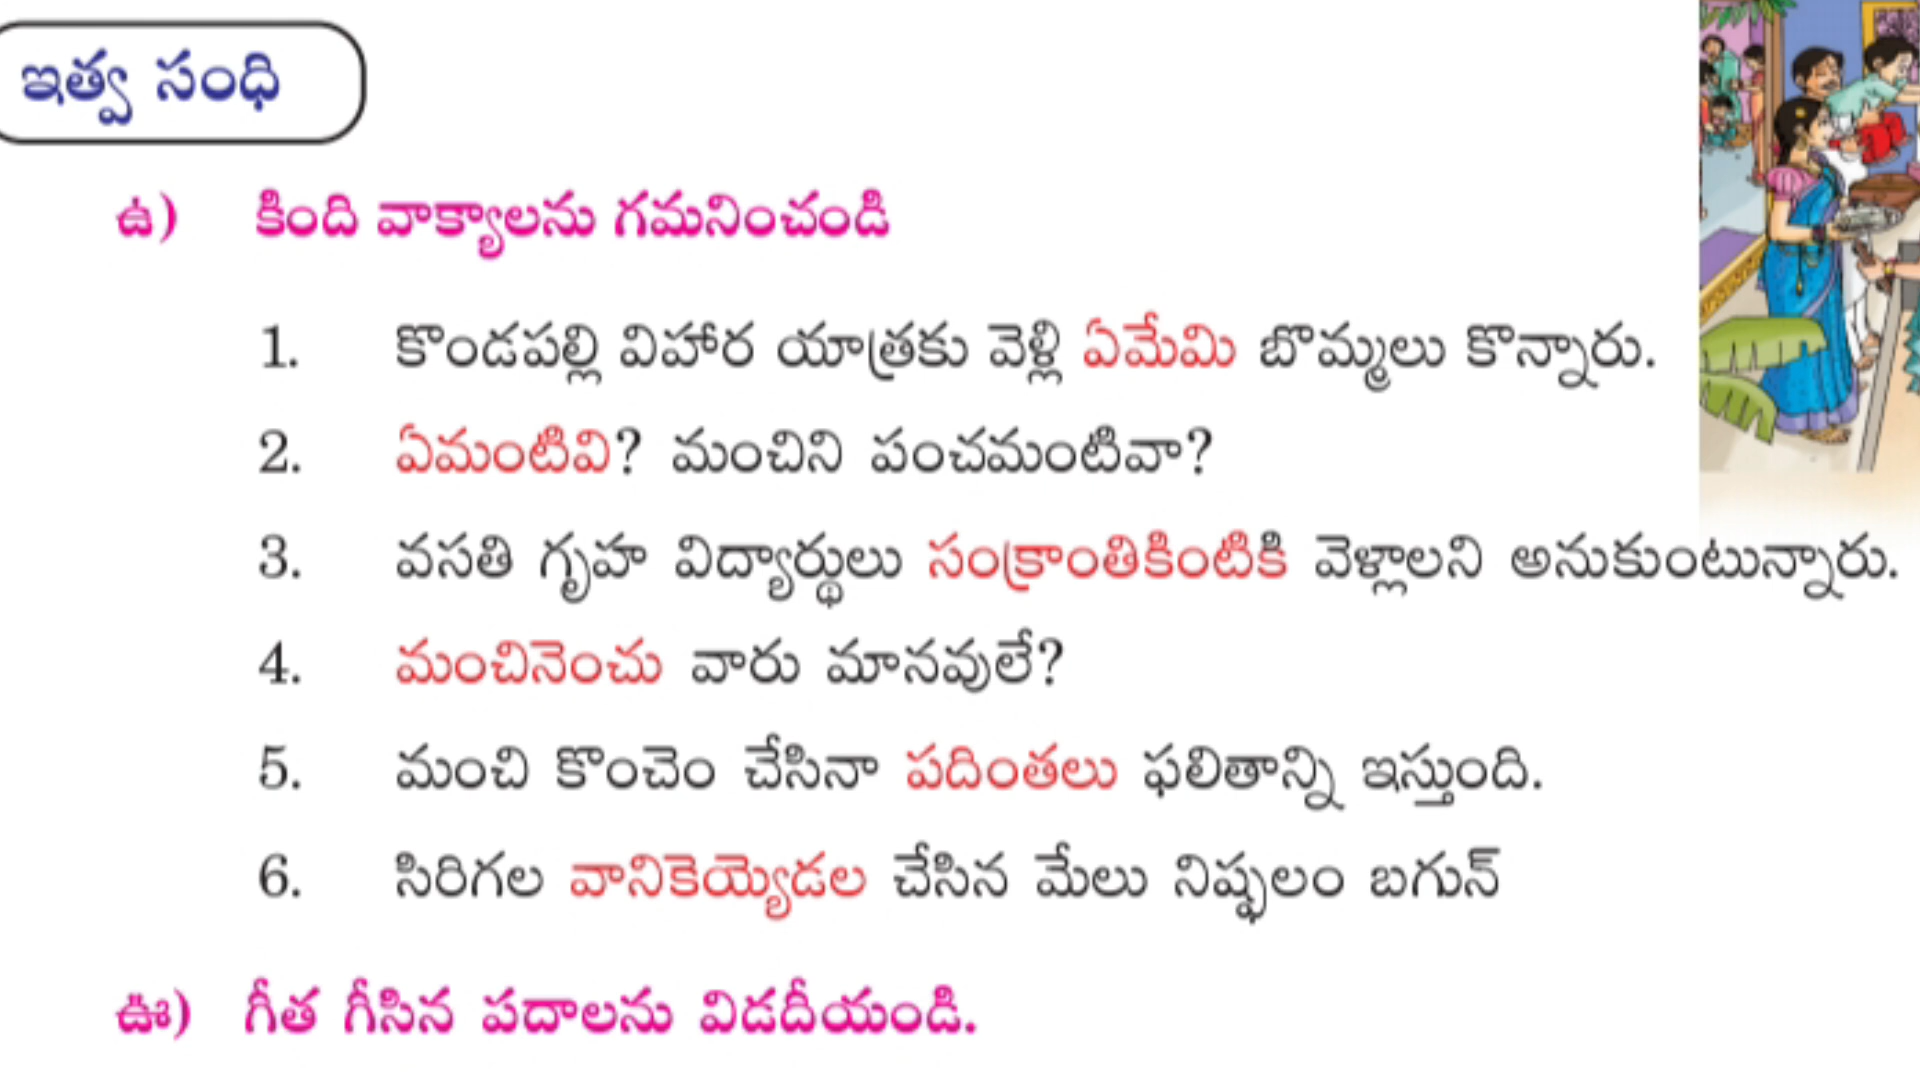 ఇత్వ సంధి
ఉ) కింది వాక్యాలను గమనించండి
1. కొండపల్లి విహార యాత్రకు వెళ్లి ఏమేమి బొమ్మలు కొన్నారు.
2. ఏమంటివి? మంచిని పంచమంటివా?
3. వసతి గృహ విద్యార్థులు సంక్రాంతికింటికి వెళ్లాలని అనుకుంటున్నారు.
4. మంచినెంచు వారు మానవులే?
5. మంచి కొంచెం చేసినా పదింతలు ఫలితాన్ని ఇస్తుంది.
6. సిరిగల వానికెయ్యెడల చేసిన మేలు నిష్ఫలం బగున్
ఊ) గీత గీసిన పదాలను విడదీయండి.